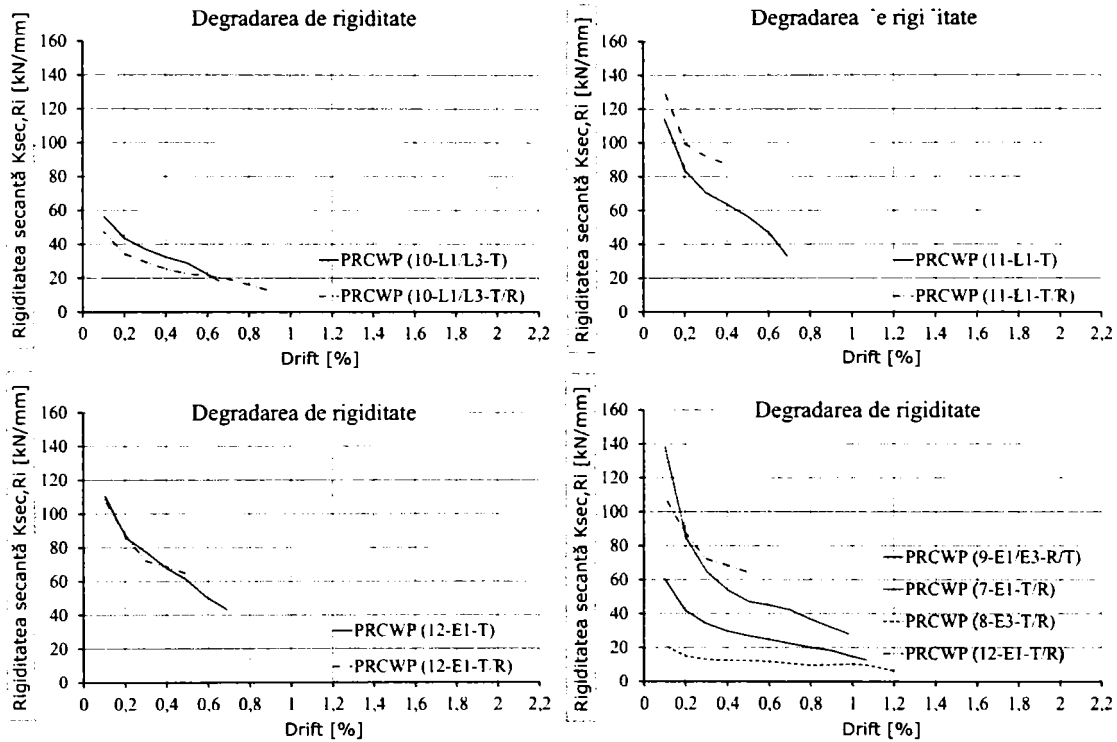 Degradarea de rigiditate
Rigiditatea secantă Ksec,Ri [kN/mm]
160
140
120
100
80
60
40
20
0
PRCWP (10-L1/L3-T)
PRCWP (10-L1/L3-T/R)
0 0,2 0,4 0,6 0,8 1 1,2 1,4 1,6 1,8 2 2,2
Drift [%]
Degradarea e rigi itate
Rigiditatea secantă Ksec,Ri [kN/mm]
160
140
120
100
80
60
40
20
0
PRCWP (11-L1-T)
PRCWP (11-L1-T/R)
0 0,2 0,4 0,6 0,8 1 1,2 1,4 1,6 1,8 2 2,2
Drift [%]
Degradarea de rigiditate
Rigiditatea secantă Ksec,Ri [kN/mm]
160
140
120
100
80
60
40
20
0
PRCWP (12-E1-T)
PRCWP (12-E1-T/R)
0 0,2 0,4 0,6 0,8 1 1,2 1,4 1,6 1.8 2 2,2
Drift [%]
Degradarea de rigiditate
Rigiditatea secantă Ksec,Ri [kN/mm]
160
140
120
100
80
60
40
20
0
PRCWP (9-E1/E3-R/T)
PRCWP (7-E1-T/R)
PRCWP (8-E3-T/R)
PRCWP (12-E1-T/R)
0 0,2 0,4 0,6 0,8 1 1,2 1,4 1,6 1.8 2 2,2
Drift [%]